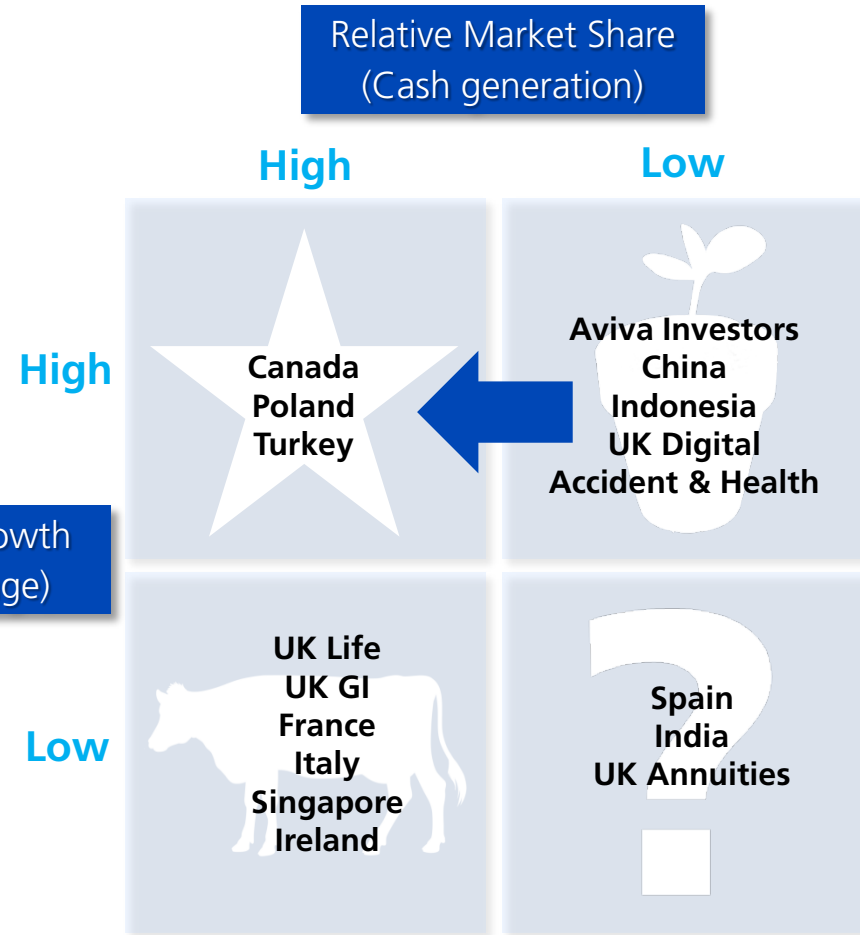 Relative Market Share
(Cash generation)
High
Low
High
Canada
Poland
Turkey
Aviva Investors
China
Indonesia
UK Digital
Accident & Health
Low
UK Life
UK GI
France
Italy
Singapore
Ireland
Spain
India
UK Annuities
?